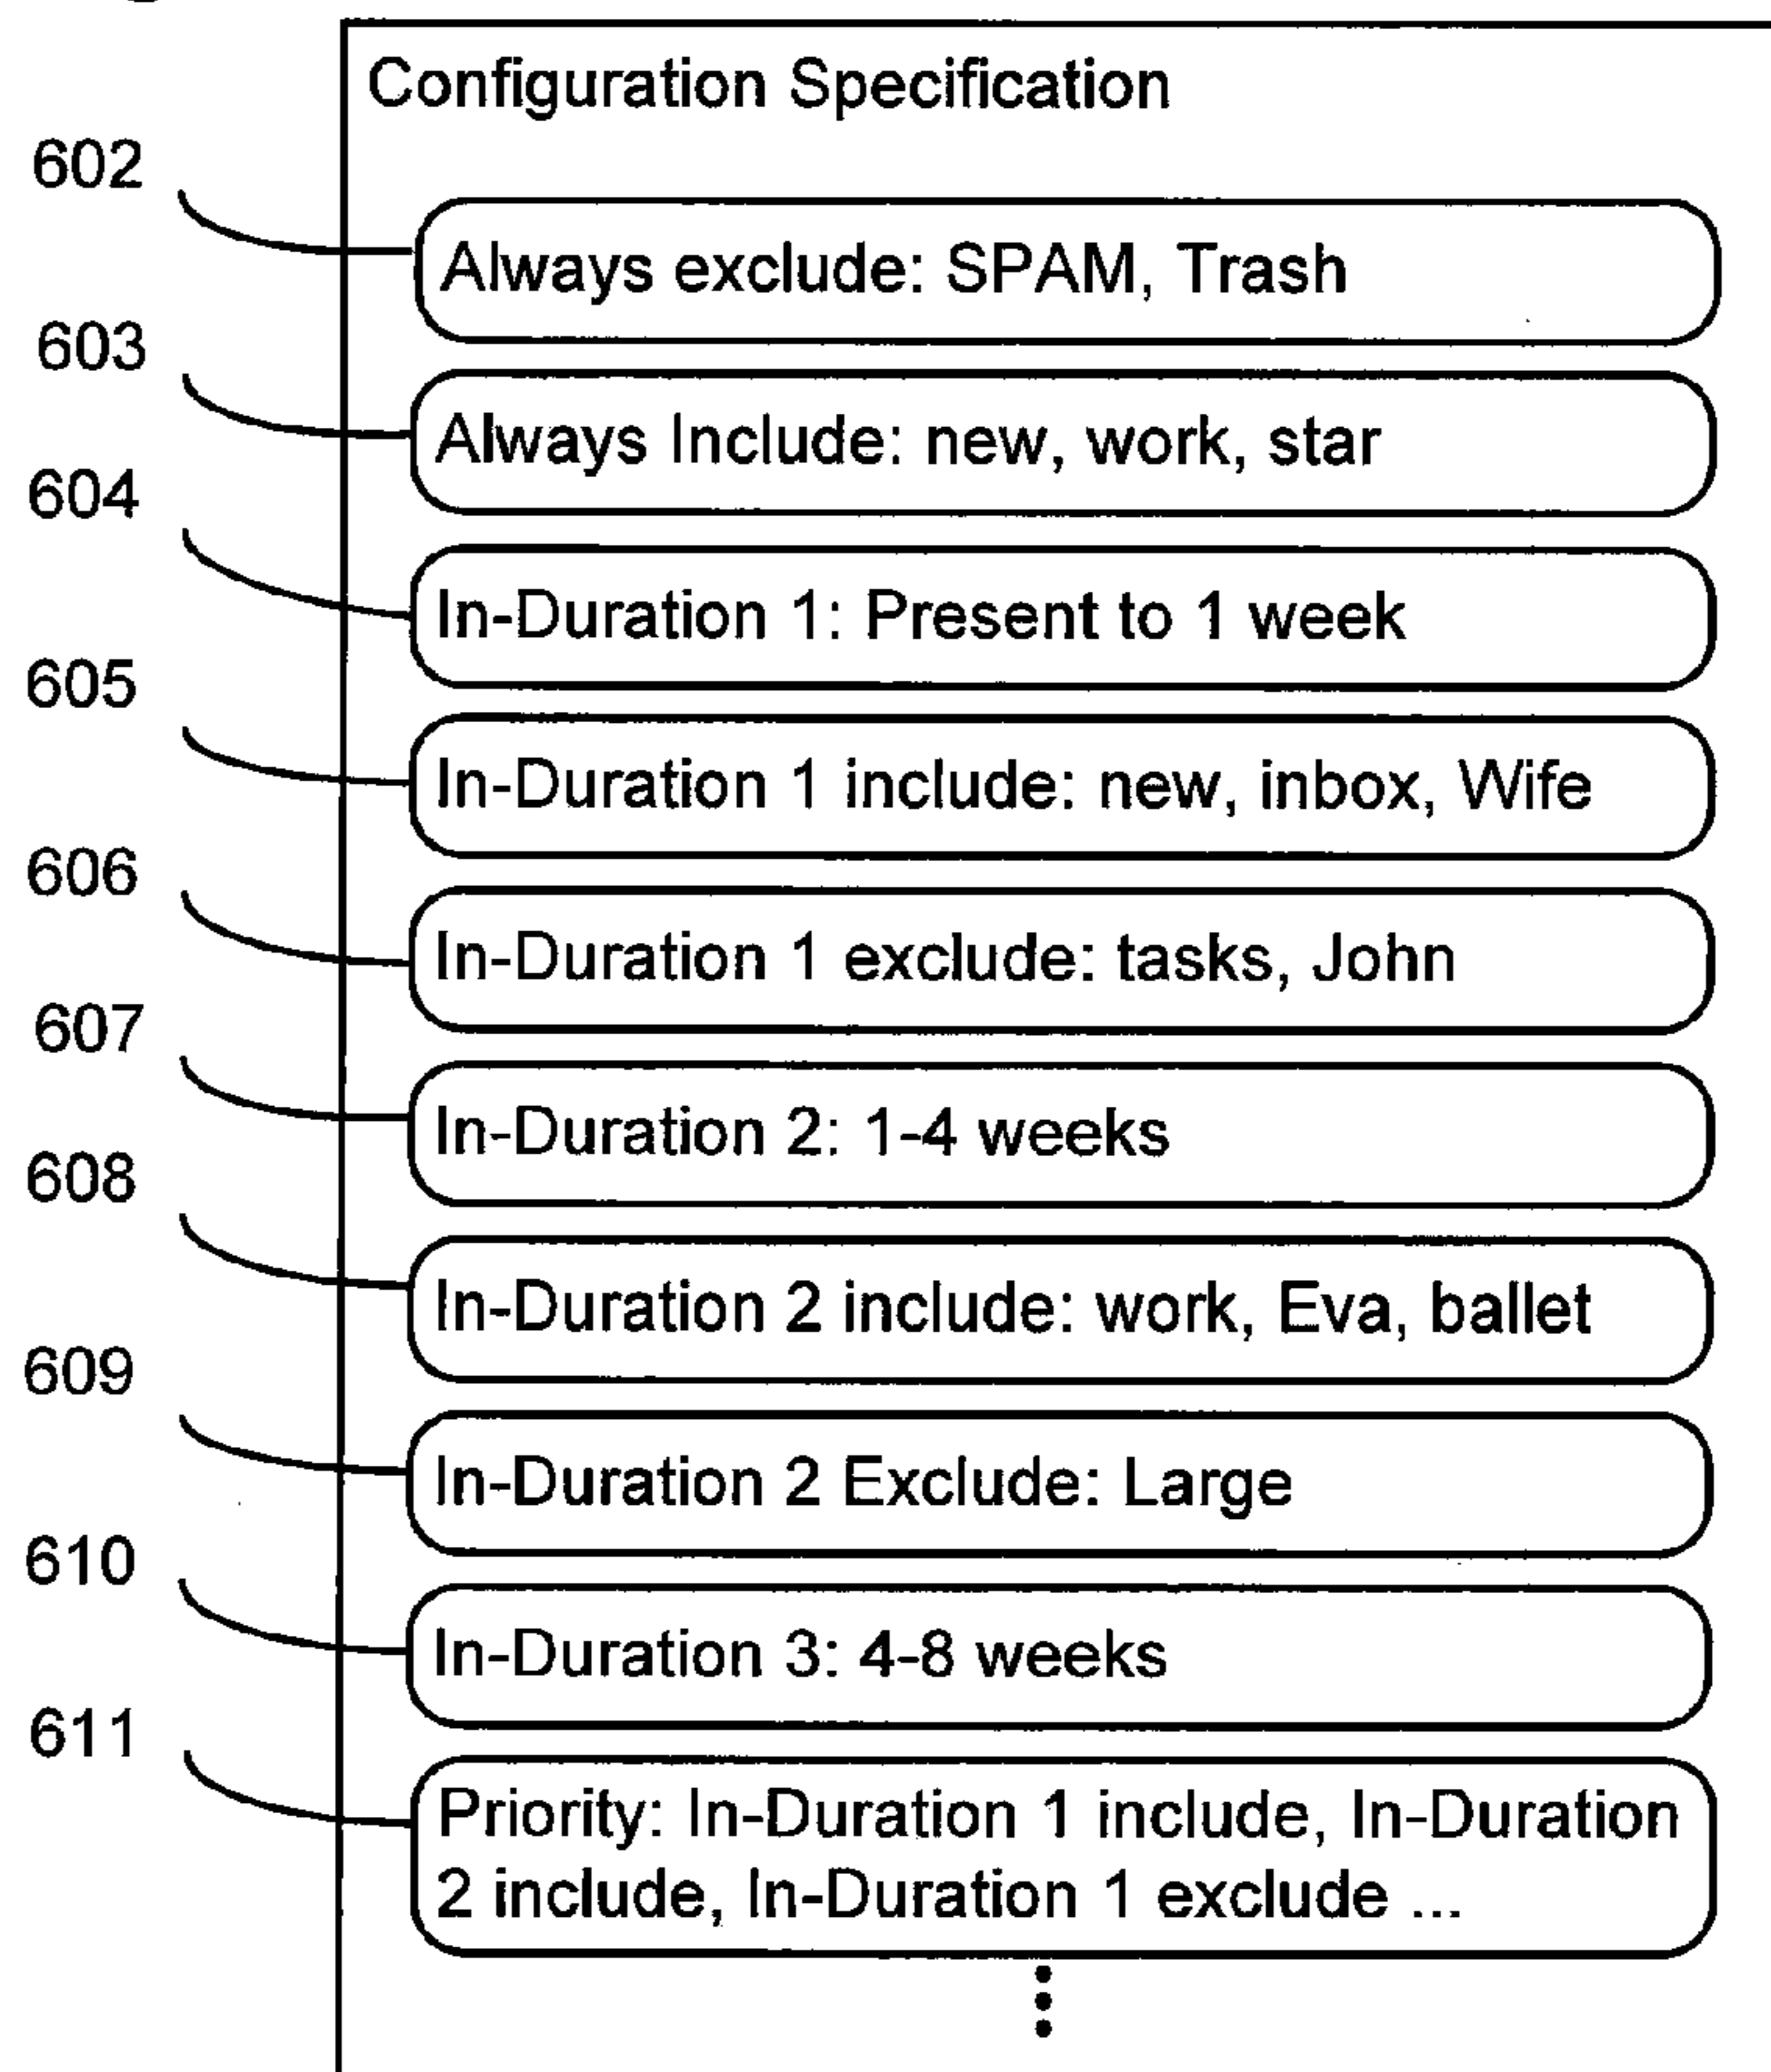 Configuration Specification
602
Always exclude: SPAM, Trash
603
Always Include: new, work, star
604
In-Duration 1: Present to 1 week
605
In-Duration 1 include: new, inbox, Wife
606
In-Duration 1 exclude: tasks, John
607
In-Duration 2: 1-4 weeks
608
In-Duration 2 include: work, Eva, ballet
609
In-Duration 2 Exclude: Large
610
In-Duration 3: 4-8 weeks
611
Priority: In-Duration 1 include, In-Duration
2 include, In-Duration 1 exclude ...